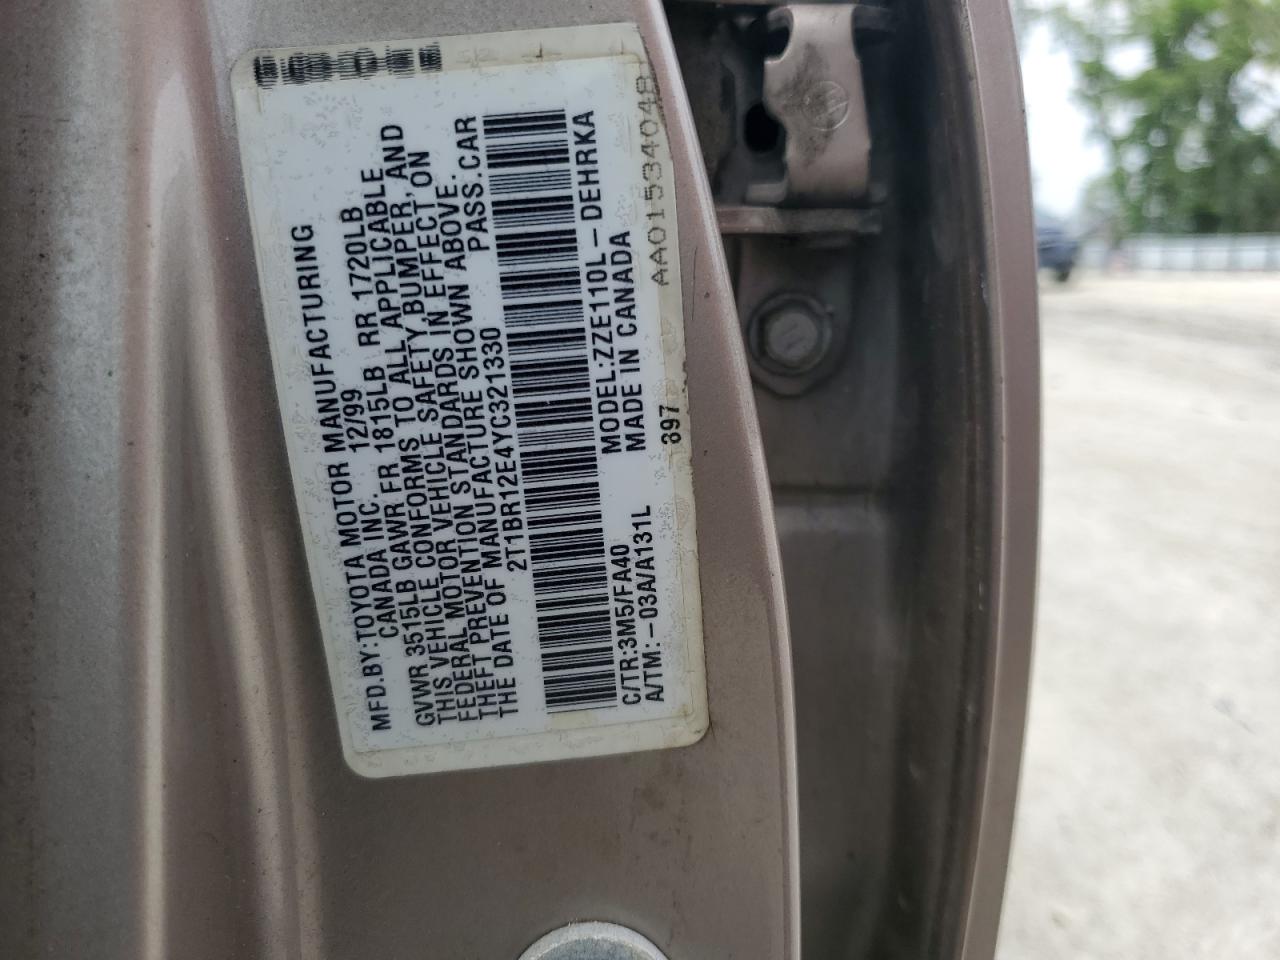 MFD.BY:TOYOTA MOTOR MANUFACTURING
CANADA INC. 12/99
GVWR 3515LB GAWR FR 1815LB RR 1720LB
THIS VEHICLE CONFORMS TO ALL APPLICABLE
FEDERAL MOTOR VEHICLE SAFETY,BUMPER, AND
THEFT PREVENTION STANDARDS IN EFFECT ON
THE DATE OF MANUFACTURE SHOWN ABOVE.
2T1BR12E4YC321330 PASS.CAR
C/TR:3M5/FA40 MODEL:ZZE110L-DEHRKA
A/TM:-03A/A131L MADE IN CANADA
397 AA01534048